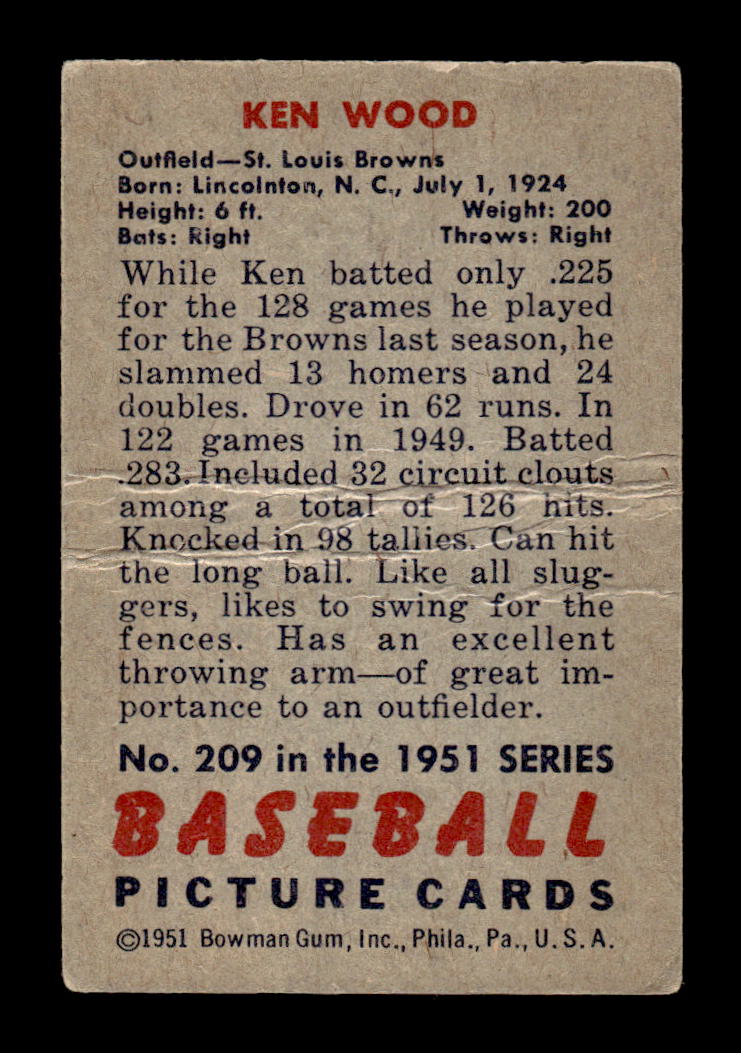 KEN WOOD
Outfield—St. Louis Browns
Born: Lincolnton, N. C., July 1, 1924
Height: 6 ft. Weight: 200
Bats: Right Throws: Right
While Ken batted only .225
for the 128 games he played
for the Browns last season, he
slammed 13 homers and 24
doubles. Drove in 62 runs. In
122 games in 1949. Batted
.283. Included 32 circuit clouts
among a total of 126 hits.
Knocked in 98 tallies. Can hit
the long ball. Like all slug-
gers, likes to swing for the
fences. Has an excellent
throwing arm—of great im-
portance to an outfielder.
No. 209 in the 1951 SERIES
BASEBALL
PICTURE CARDS
©1951 Bowman Gum, Inc., Phila., Pa., U. S. A.